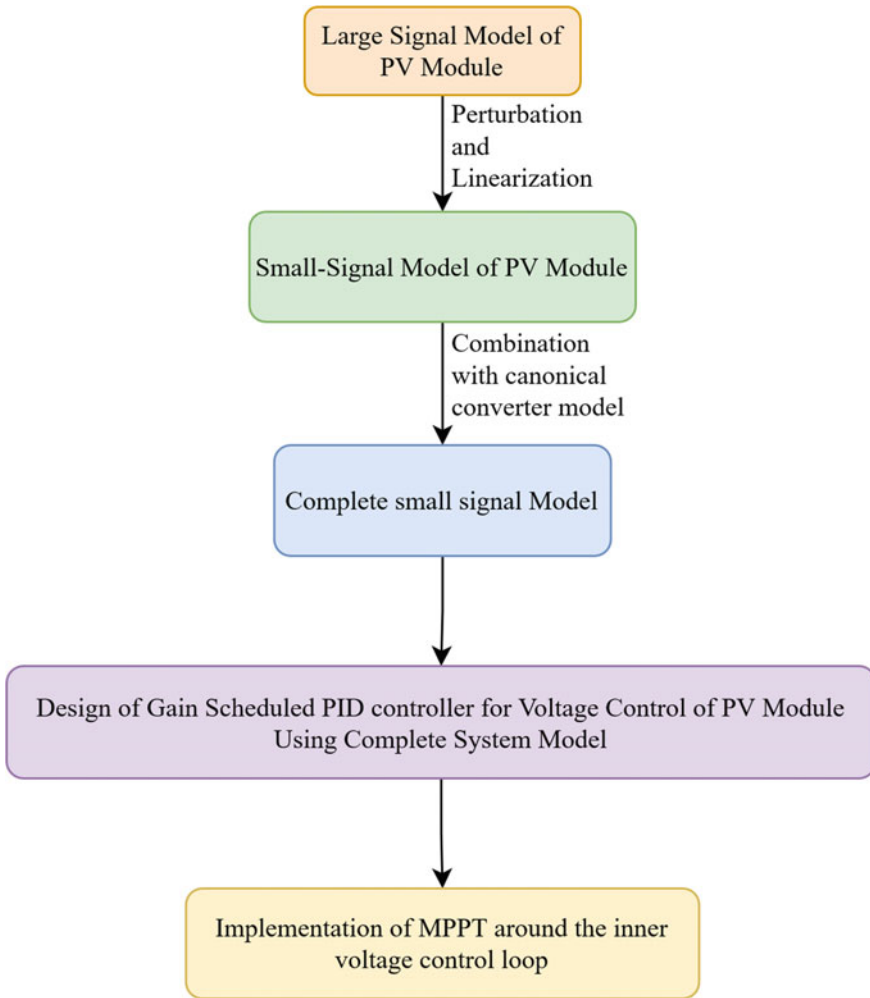 Large Signal Model of
PV Module
Perturbation
and
Linearization
Small-Signal Model of PV Module
Combination
with canonical
converter model
Complete small signal Model
Design of Gain Scheduled PID controller for Voltage Control of PV Module
Using Complete System Model
Implementation of MPPT around the inner
voltage control loop